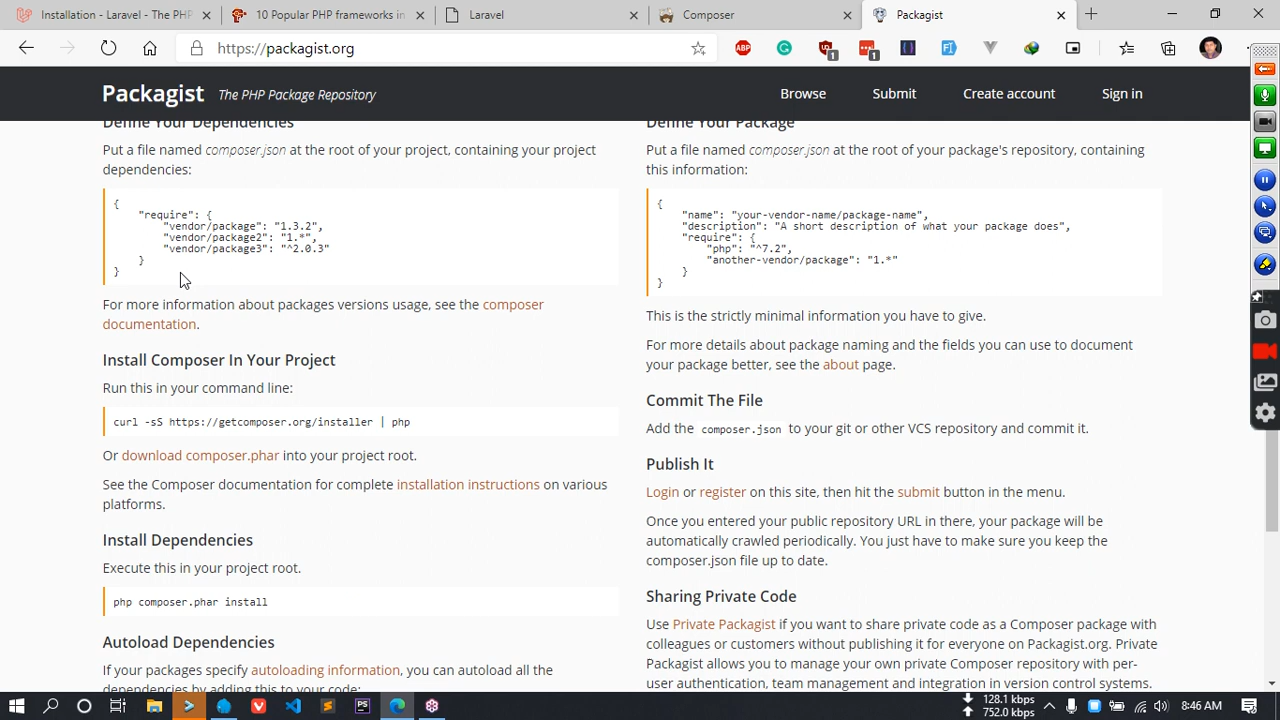 Installation - Laravel - The PHP
10 Popular PHP frameworks in
Laravel
Composer
Packagist
https://packagist.org
ABP
1
1
Packagist The PHP Package Repository
Browse
Submit
Create account
Sign in
Define Your Dependencies
Put a file named composer.json at the root of your project, containing your project
dependencies:
{
"require": {
"vendor/package": "1.3.2",
"vendor/package2": "1.*",
"vendor/package3": "^2.0.3"
}
}
For more information about packages versions usage, see the composer
documentation.
Install Composer In Your Project
Run this in your command line:
curl -sS https://getcomposer.org/installer | php
Or download composer.phar into your project root.
See the Composer documentation for complete installation instructions on various
platforms.
Install Dependencies
Execute this in your project root.
php composer.phar install
Autoload Dependencies
If your packages specify autoloading information, you can autoload all the
dependencies by adding this to your code:
Define Your Package
Put a file named composer.json at the root of your package's repository, containing
this information:
{
"name": "your-vendor-name/package-name",
"description": "A short description of what your package does",
"require": {
"php": "^7.2",
"another-vendor/package": "1.*"
}
}
This is the strictly minimal information you have to give.
For more details about package naming and the fields you can use to document
your package better, see the about page.
Commit The File
Add the composer.json to your git or other VCS repository and commit it.
Publish It
Login or register on this site, then hit the submit button in the menu.
Once you entered your public repository URL in there, your package will be
automatically crawled periodically. You just have to make sure you keep the
composer.json file up to date.
Sharing Private Code
Use Private Packagist if you want to share private code as a Composer package with
colleagues or customers without publishing it for everyone on Packagist.org. Private
Packagist allows you to manage your own private Composer repository with per-
user authentication, team management and integration in version control systems.
PS
128.1 kbps
752.0 kbps
8:46 AM